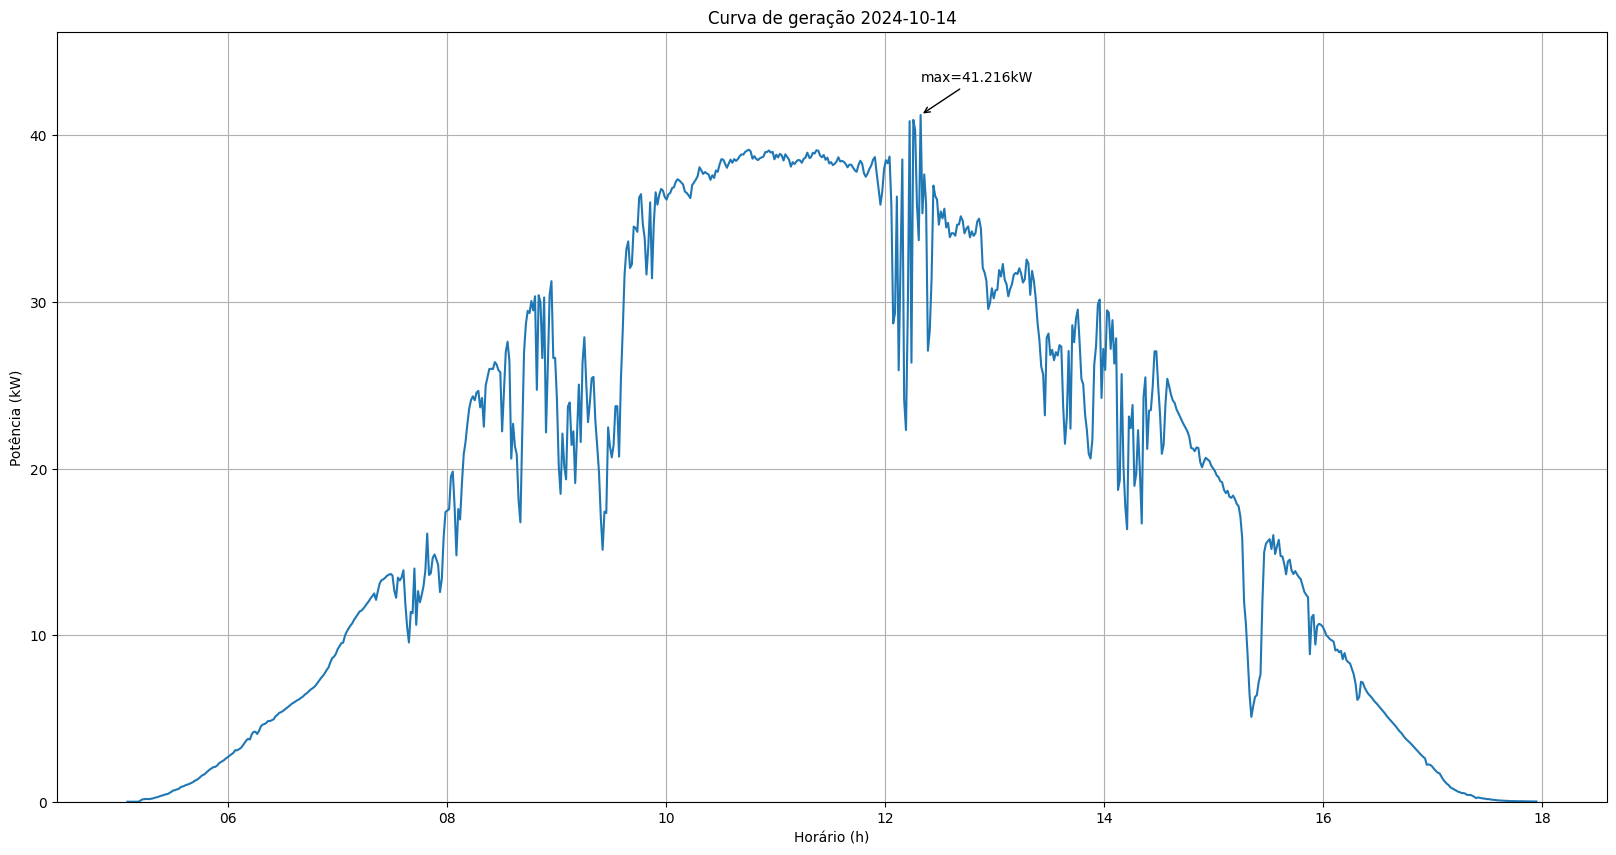 Curva de geração 2024-10-14
max=41.216kW
40
30
20
10
0
Potência (kW)
06 08 10 12 14 16 18
Horário (h)